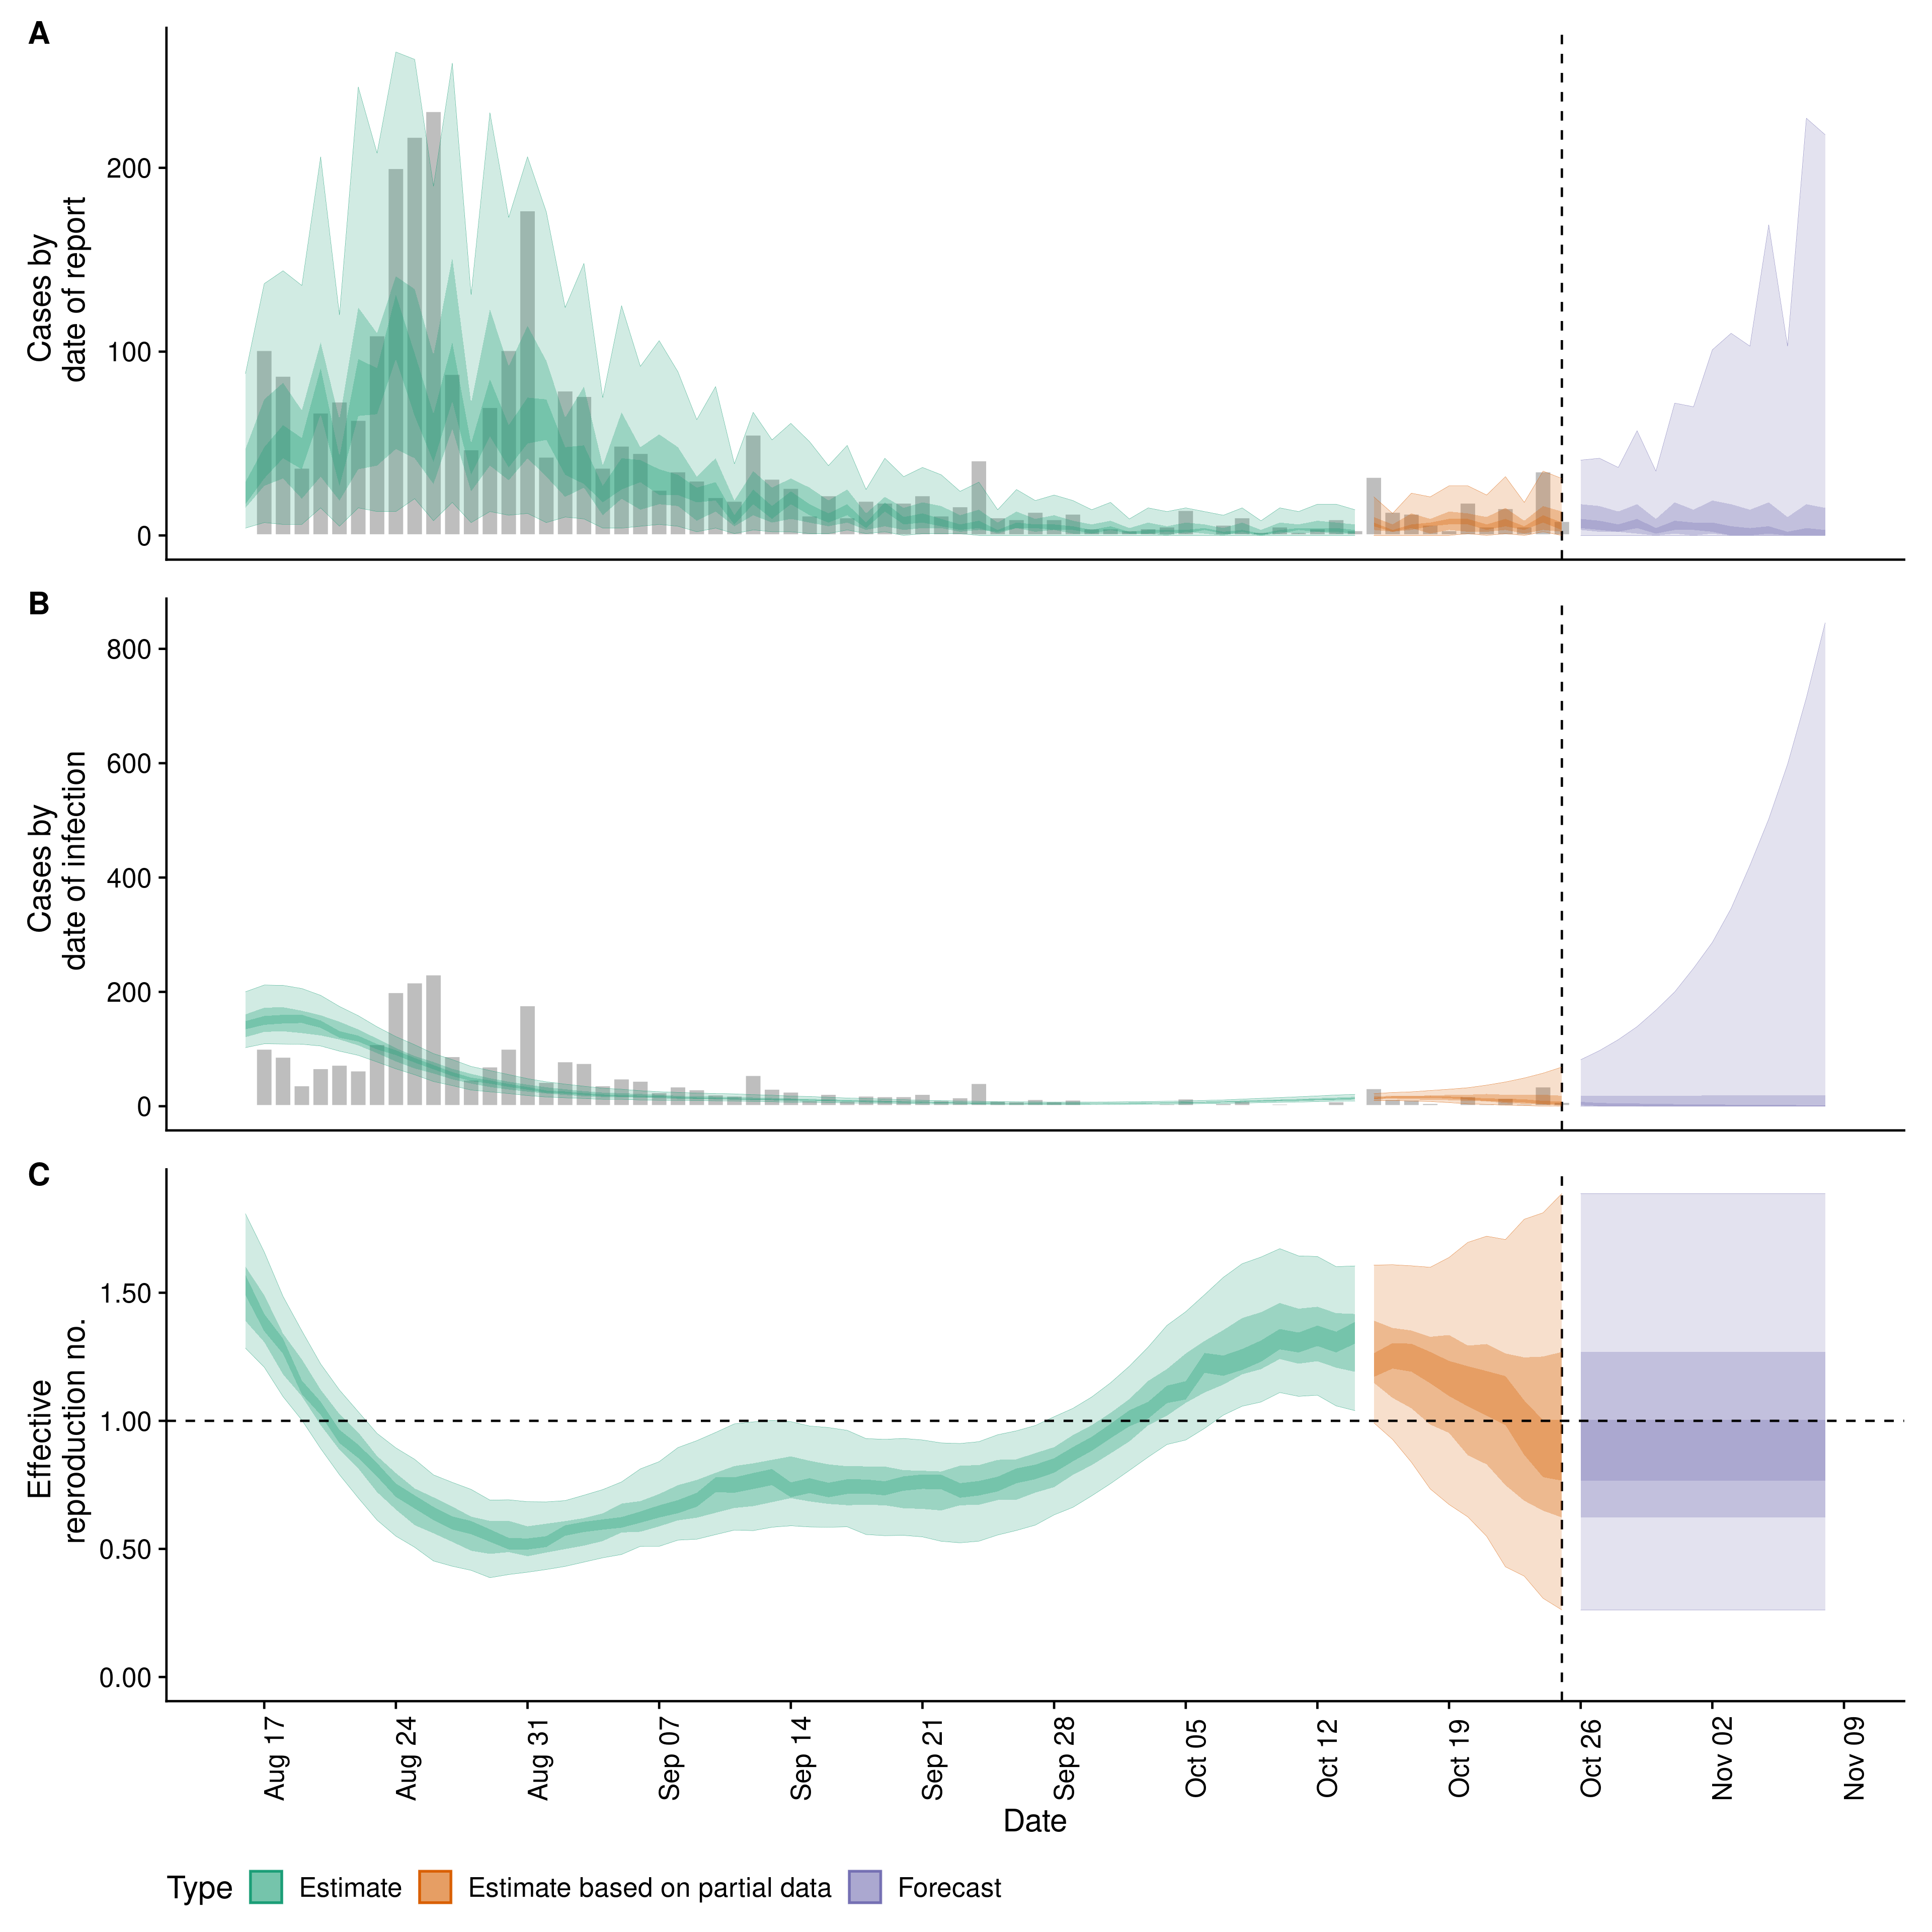 A
200
100
0
Cases by
date of report
B
800
600
400
200
0
Cases by
date of infection
C
1.50
1.00
0.50
0.00
Effective
reproduction no.
Aug 17
Aug 24
Aug 31
Sep 07
Sep 14
Sep 21
Sep 28
Oct 05
Oct 12
Oct 19
Oct 26
Nov 02
Nov 09
Date
Type Estimate Estimate based on partial data Forecast